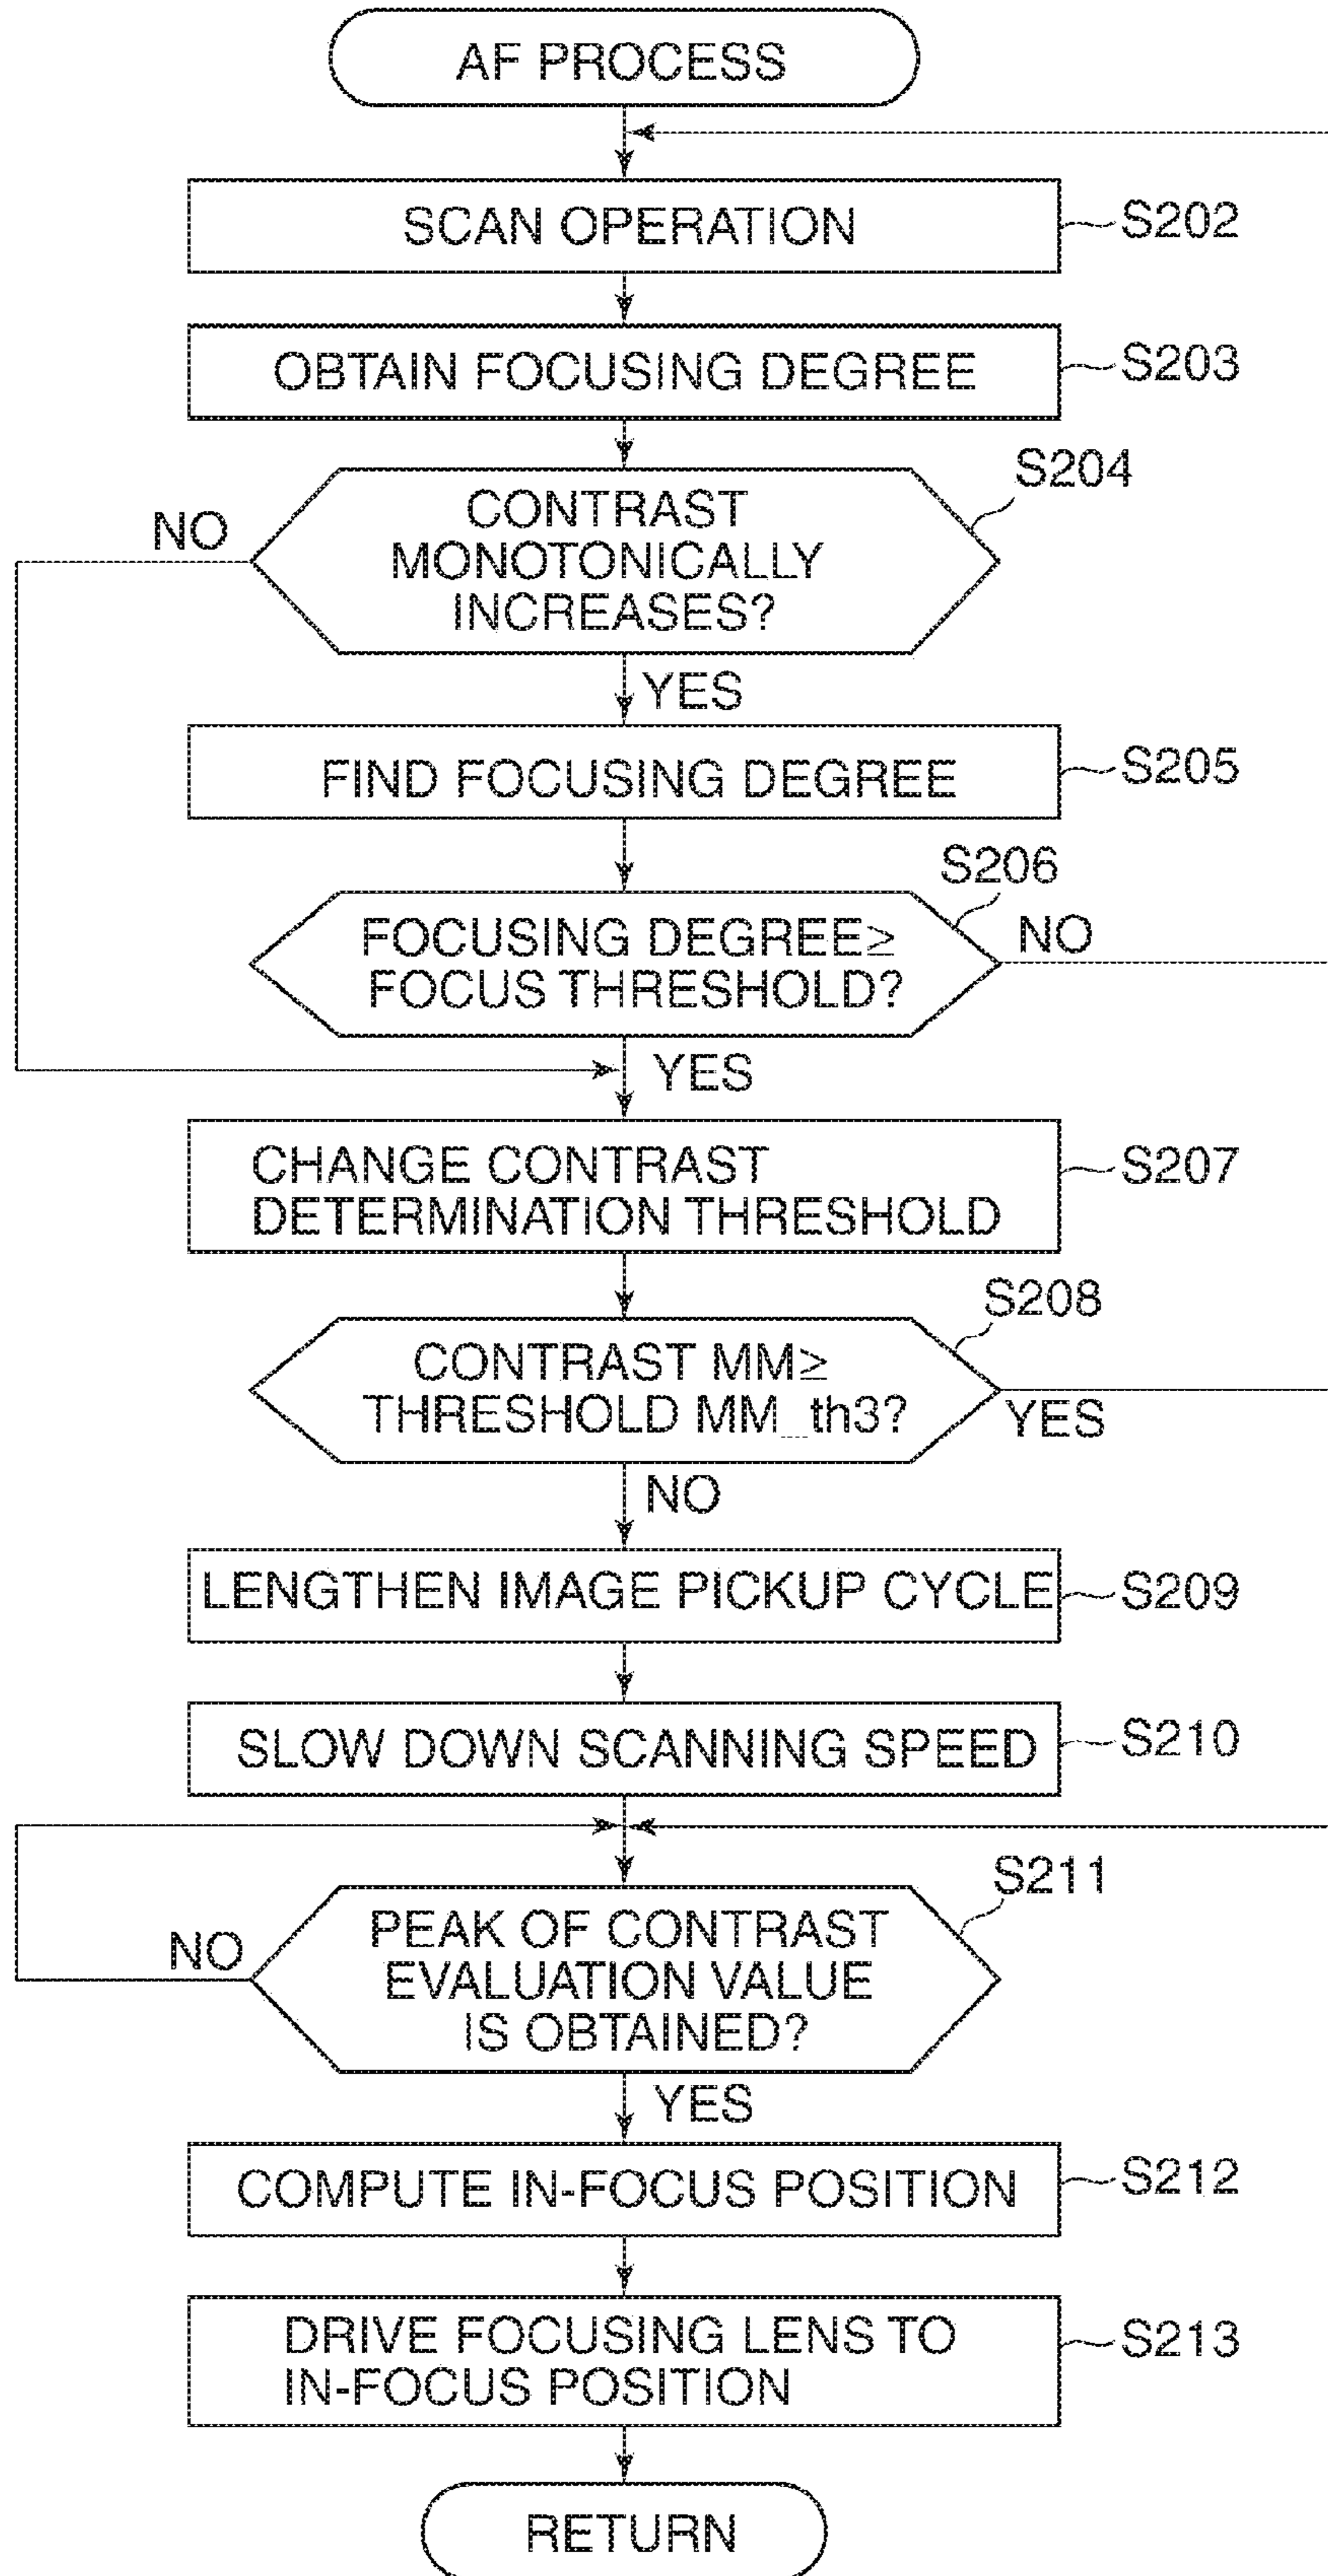 AF PROCESS
SCAN OPERATION
S202
OBTAIN FOCUSING DEGREE
S203
S204
NO
CONTRAST
MONOTONICALLY
INCREASES?
YES
FIND FOCUSING DEGREE
S205
S206
FOCUSING DEGREE≥
FOCUS THRESHOLD?
NO
YES
CHANGE CONTRAST
DETERMINATION THRESHOLD
S207
S208
CONTRAST MM≥
THRESHOLD MM_th3?
YES
NO
LENGTHEN IMAGE PICKUP CYCLE
S209
SLOW DOWN SCANNING SPEED
S210
S211
NO
PEAK OF CONTRAST
EVALUATION VALUE
IS OBTAINED?
YES
COMPUTE IN-FOCUS POSITION
S212
DRIVE FOCUSING LENS TO
IN-FOCUS POSITION
S213
RETURN